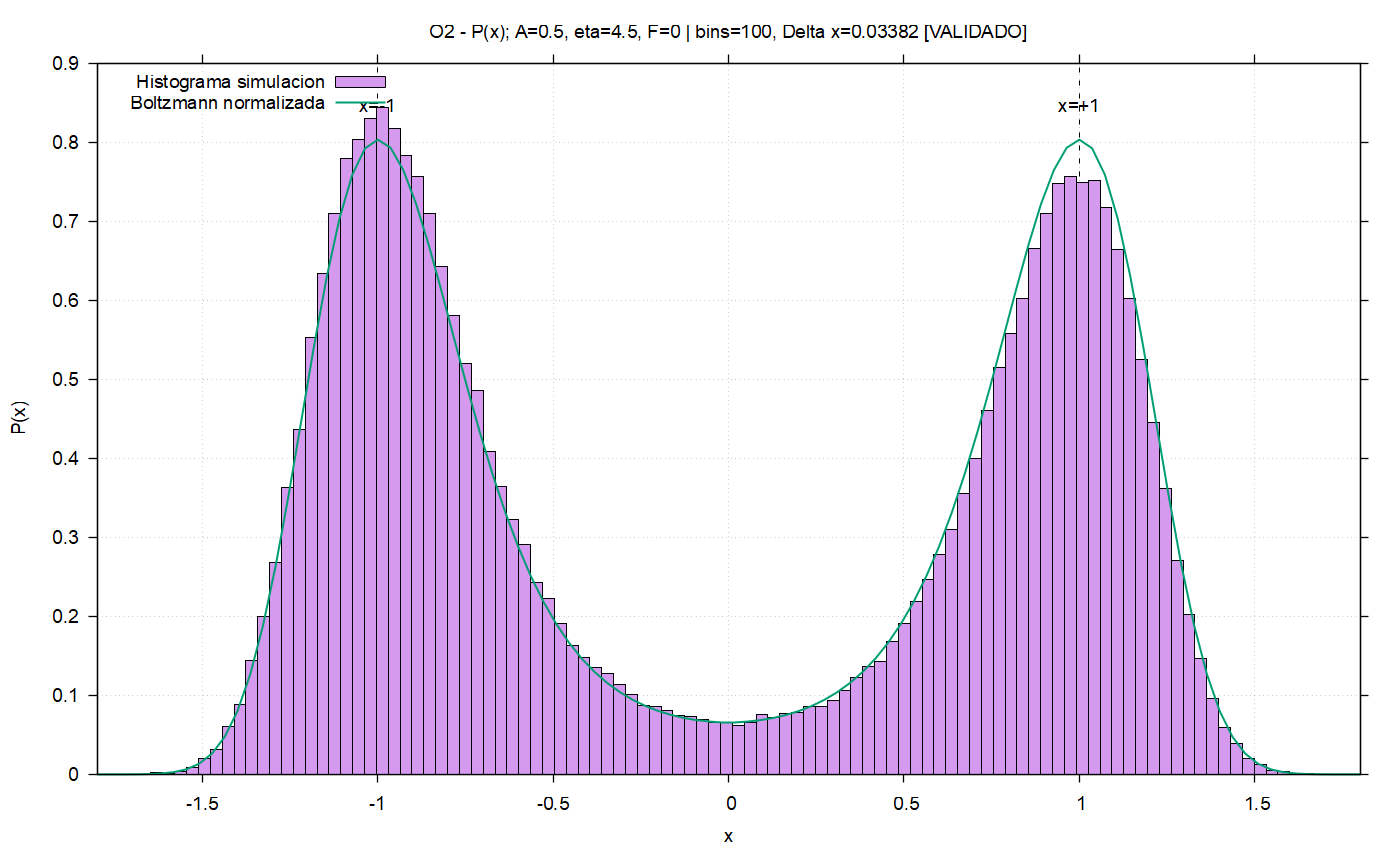 O2 - P(x); A=0.5, eta=4.5, F=0 | bins=100, Delta x=0.03382 [VALIDADO]
Histograma simulacion
Boltzmann normalizada
x=-1
x=+1
P(x)
0.9
0.8
0.7
0.6
0.5
0.4
0.3
0.2
0.1
0
-1.5
-1
-0.5
0
0.5
1
1.5
x